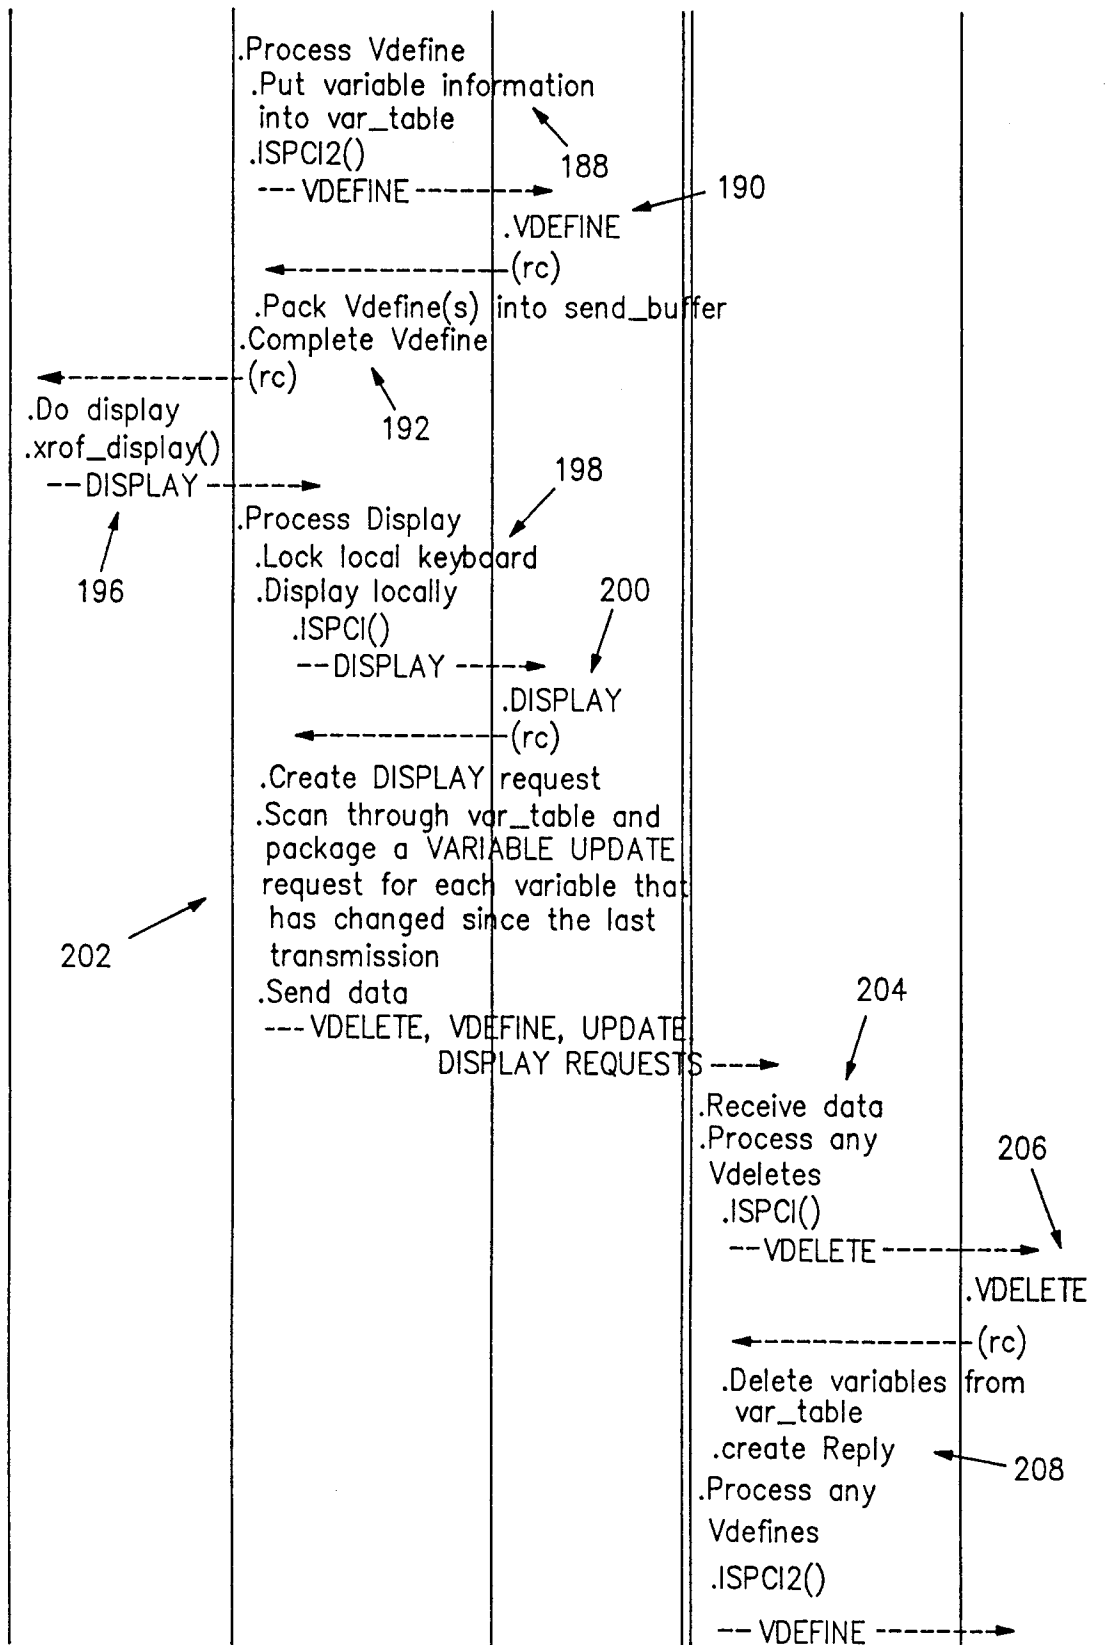 .Process Vdefine
.Put variable information
into var_table
.ISPCI2()
188
--- VDEFINE --------->
190
.VDEFINE
<---------- (rc)
.Pack Vdefine(s) into send_buffer
.Complete Vdefine
<---------- (rc)
192
.Do display
.xrof_display()
-- DISPLAY ------>
198
196
.Process Display
.Lock local keyboard
.Display locally
200
.ISPCI()
-- DISPLAY ----->
.DISPLAY
<---------- (rc)
.Create DISPLAY request
.Scan through var_table and
package a VARIABLE UPDATE
request for each variable that
has changed since the last
202
transmission
.Send data
204
--- VDELETE, VDEFINE, UPDATE
DISPLAY REQUESTS ---->
.Receive data
.Process any
206
Vdeletes
.ISPCI()
-- VDELETE --------->
.VDELETE
<------------ (rc)
.Delete variables from
var_table
.create Reply
208
.Process any
Vdefines
.ISPCI2()
-- VDEFINE -------->